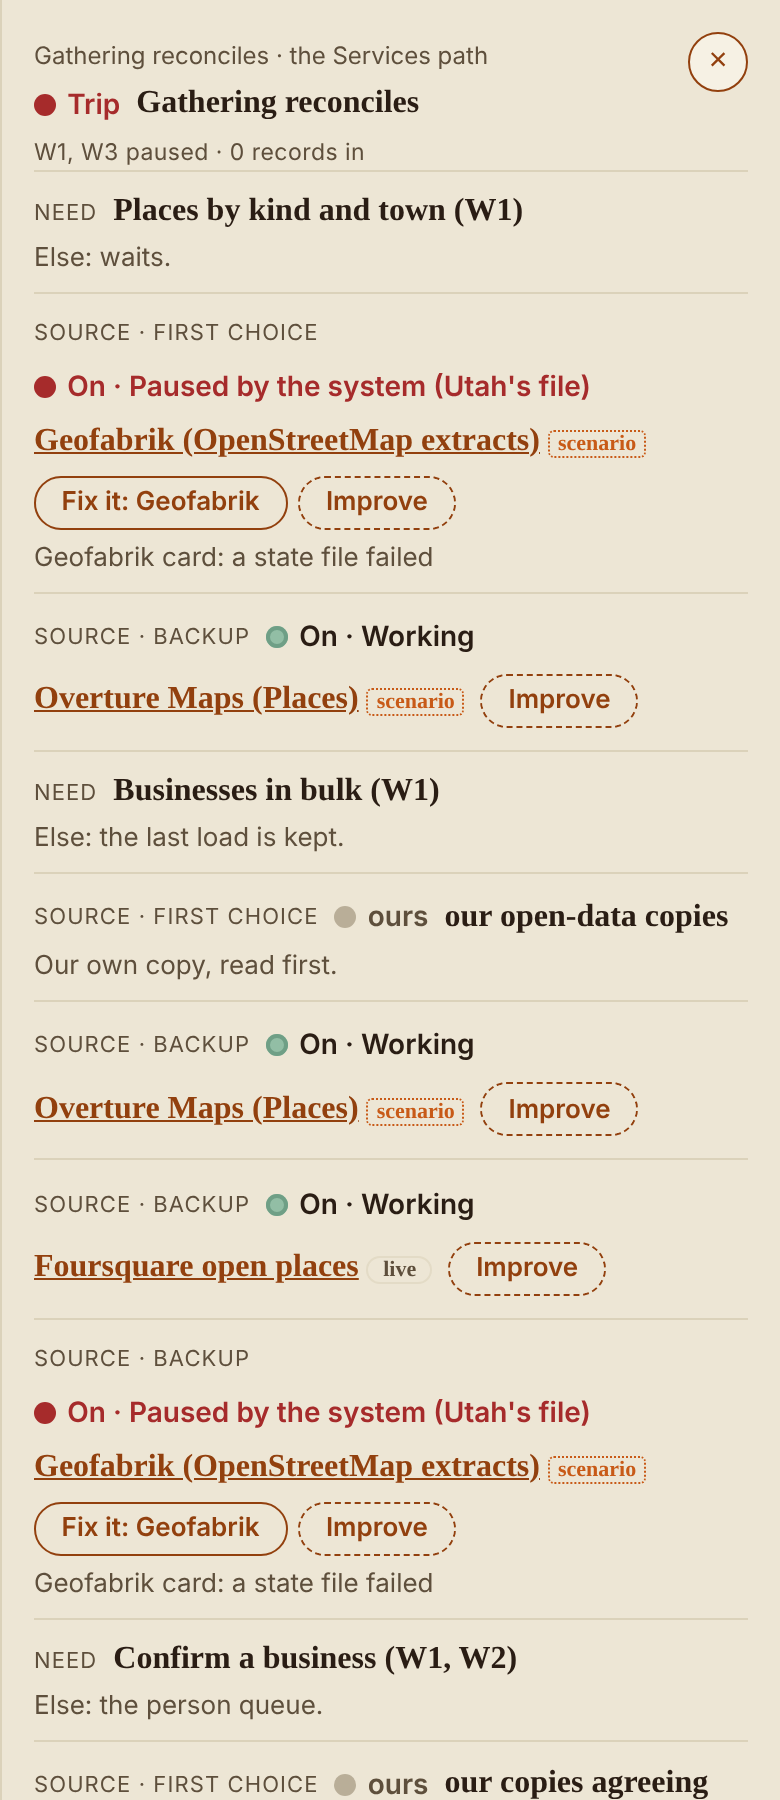 Gathering reconciles · the Services path
×
Trip Gathering reconciles
W1, W3 paused · 0 records in
NEED Places by kind and town (W1)
Else: waits.
SOURCE · FIRST CHOICE
On · Paused by the system (Utah's file)
Geofabrik (OpenStreetMap extracts) scenario
Fix it: Geofabrik Improve
Geofabrik card: a state file failed
SOURCE · BACKUP On · Working
Overture Maps (Places) scenario Improve
NEED Businesses in bulk (W1)
Else: the last load is kept.
SOURCE · FIRST CHOICE ours our open-data copies
Our own copy, read first.
SOURCE · BACKUP On · Working
Overture Maps (Places) scenario Improve
SOURCE · BACKUP On · Working
Foursquare open places live Improve
SOURCE · BACKUP
On · Paused by the system (Utah's file)
Geofabrik (OpenStreetMap extracts) scenario
Fix it: Geofabrik Improve
Geofabrik card: a state file failed
NEED Confirm a business (W1, W2)
Else: the person queue.
SOURCE · FIRST CHOICE ours our copies agreeing